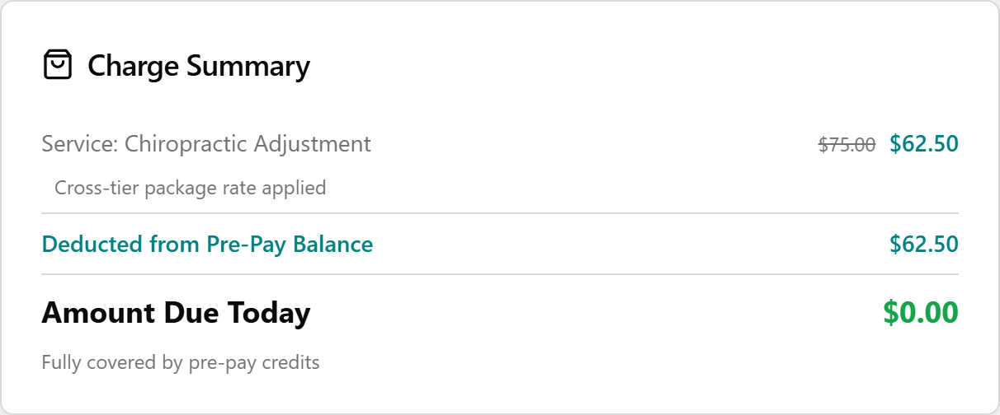 Charge Summary
Service: Chiropractic Adjustment $75.00 $62.50
Cross-tier package rate applied
Deducted from Pre-Pay Balance $62.50
Amount Due Today $0.00
Fully covered by pre-pay credits